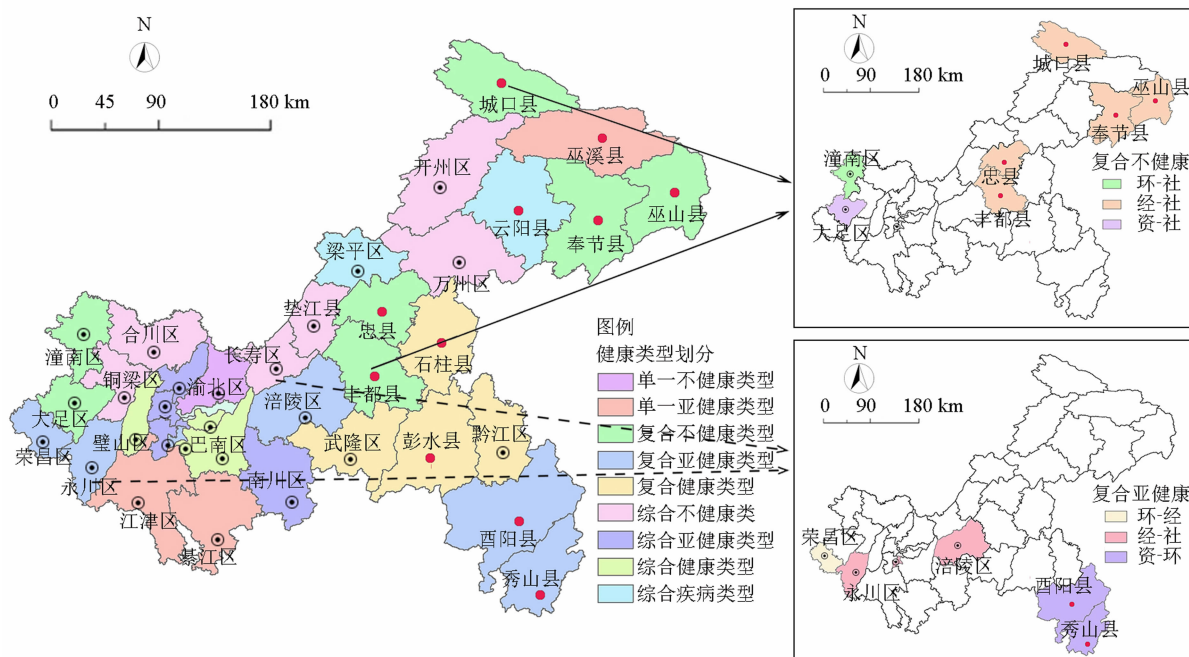 N
0 45 90 180 km
城口县
巫溪县
开州区
巫山县
云阳县
奉节县
梁平区
万州区
垫江县
忠县
合川区
潼南区
长寿区
石柱县
铜梁区
渝北区
丰都县
大足区
涪陵区
璧山区
巴南区
武隆区
彭水县
黔江区
荣昌区
永川区
南川区
江津区
綦江区
酉阳县
秀山县
图例
健康类型划分
单一不健康类型
单一亚健康类型
复合不健康类型
复合亚健康类型
复合健康类型
综合不健康类
综合亚健康类型
综合健康类型
综合疾病类型
N
0 90 180 km
城口县
巫山县
奉节县
潼南区
忠县
大足区
丰都县
复合不健康
环-社
经-社
资-社
N
0 90 180 km
荣昌区
永川区
涪陵区
酉阳县
秀山县
复合亚健康
环-经
经-社
资-环